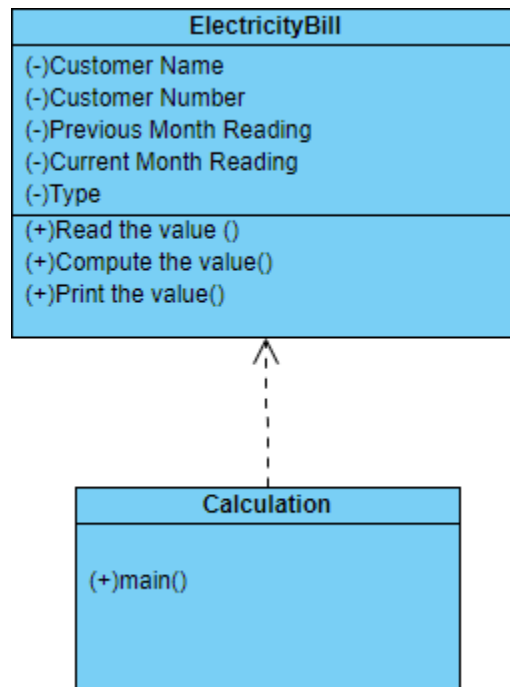 ElectricityBill
(-)Customer Name
(-)Customer Number
(-)Previous Month Reading
(-)Current Month Reading
(-)Type
(+)Read the value ()
(+)Compute the value()
(+)Print the value()
Calculation
(+)main()